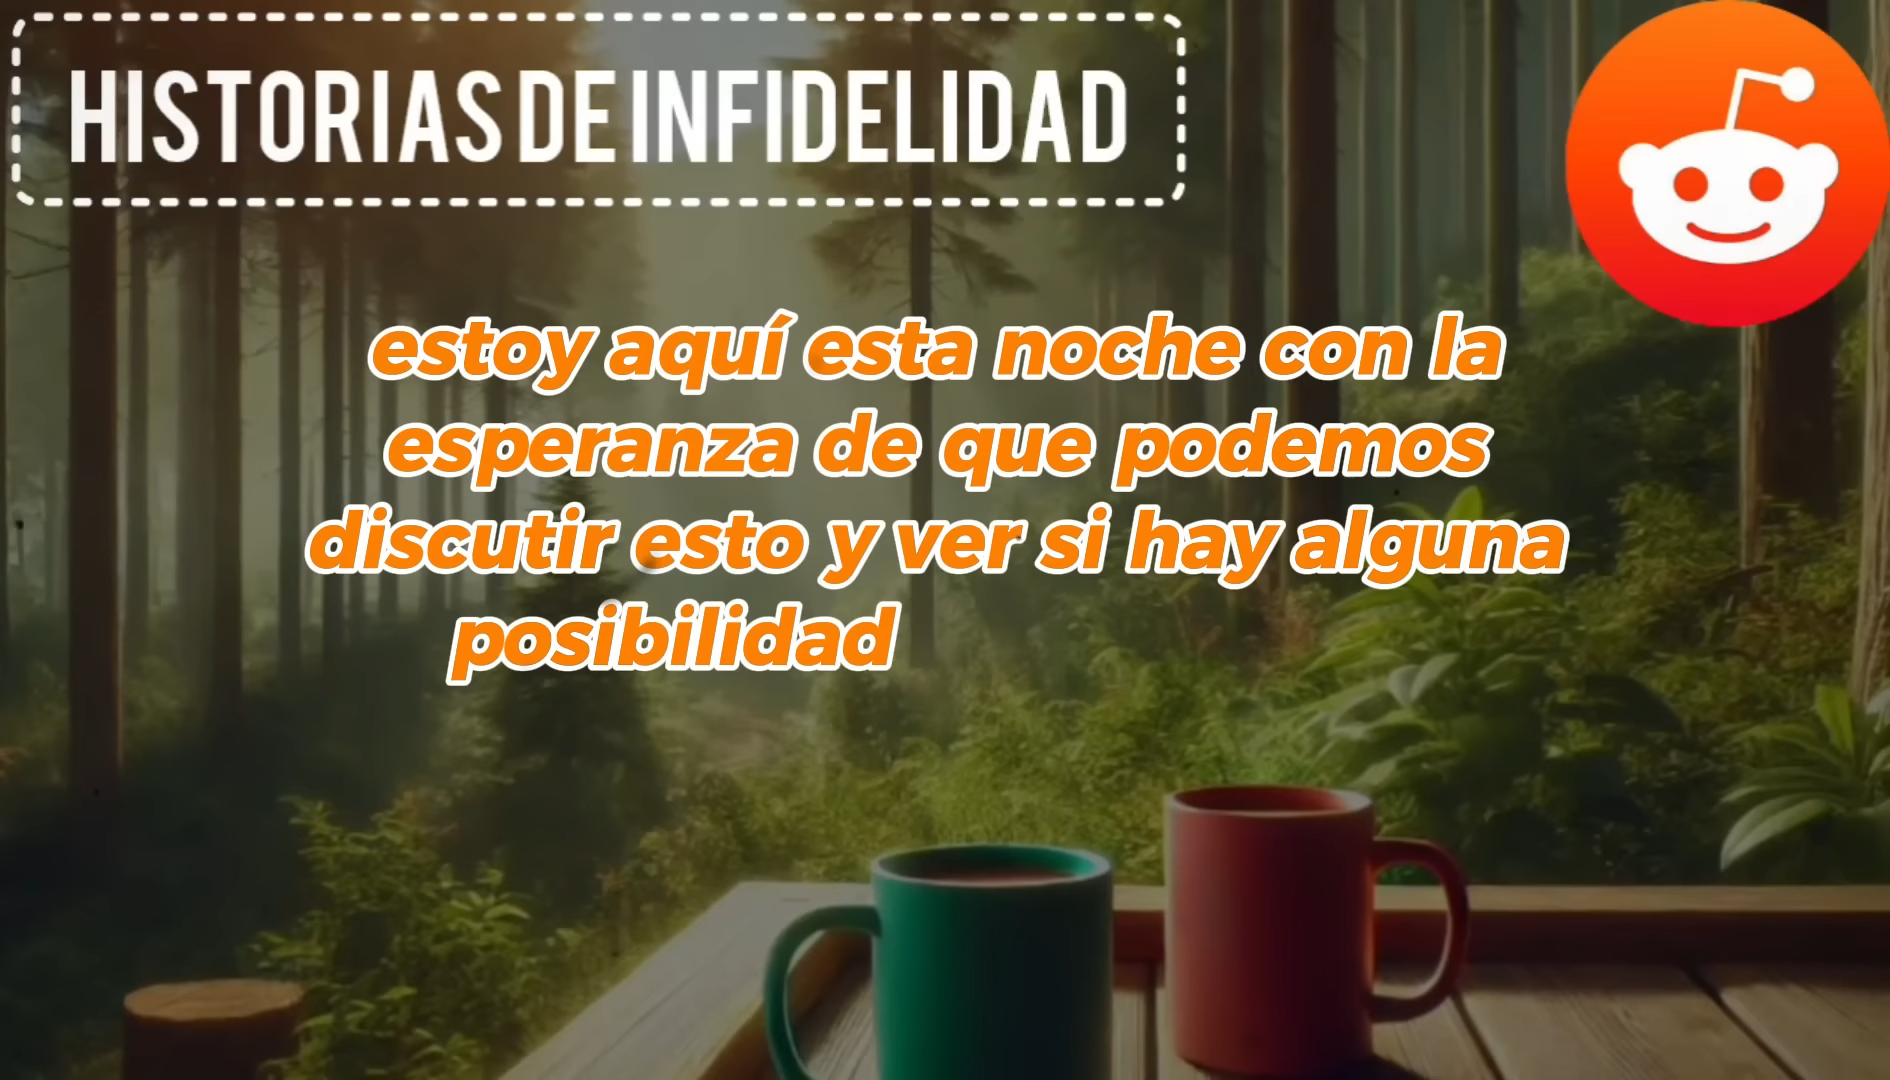 HISTORIAS DE INFIDELIDAD
estoy aquí esta noche con la
esperanza de que podemos
discutir esto y ver si hay alguna
posibilidad